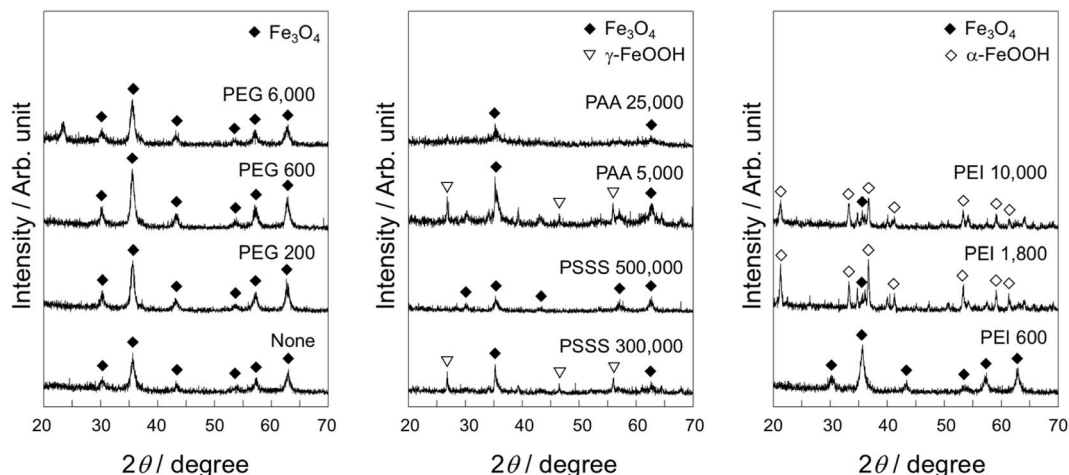 ◆ Fe₃O₄
PEG 6,000
PEG 600
PEG 200
None
Intensity / Arb. unit
20 30 40 50 60 70
2θ / degree
◆ Fe₃O₄
▽ γ-FeOOH
PAA 25,000
PAA 5,000
PSSS 500,000
PSSS 300,000
Intensity / Arb. unit
20 30 40 50 60 70
2θ / degree
◆ Fe₃O₄
◇ α-FeOOH
PEI 10,000
PEI 1,800
PEI 600
Intensity / Arb. unit
20 30 40 50 60 70
2θ / degree